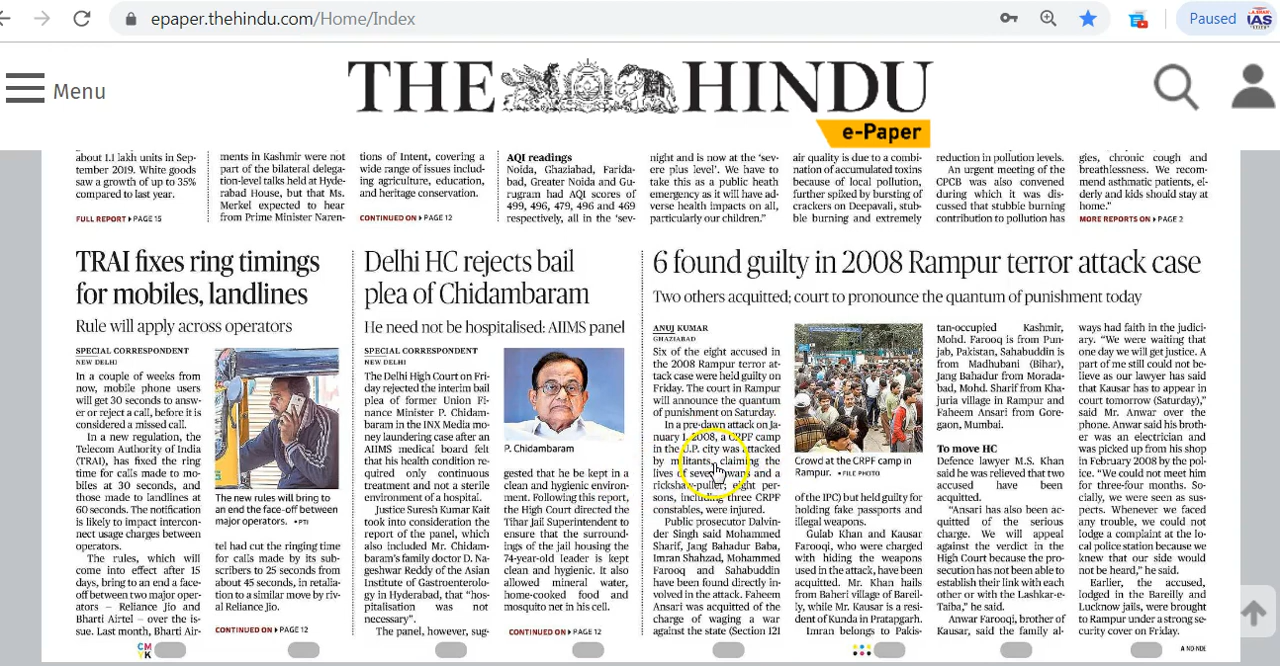 epaper.thehindu.com/Home/Index
Paused
IAS
Menu
THE HINDU
e-Paper
about 1.1 lakh units in Sep-
tember 2019. White goods
saw a growth of up to 35%
compared to last year.
FULL REPORT ▸ PAGE 15
ments in Kashmir were not
part of the bilateral delega-
tion-level talks held at Hyde-
rabad House, but that Ms.
Merkel expected to hear
from Prime Minister Naren-
tions of Intent, covering a
wide range of issues includ-
ing agriculture, education,
and heritage conservation.
CONTINUED ON ▸ PAGE 12
AQI readings
Noida, Ghaziabad, Farida-
bad, Greater Noida and Gu-
rugram had AQI scores of
499, 496, 479, 496 and 469
respectively, all in the 'sev-
night and is now at the 'sev-
ere plus level'. We have to
take this as a public heath
emergency as it will have ad-
verse health impacts on all,
particularly our children."
air quality is due to a combi-
nation of accumulated toxins
because of local pollution,
further spiked by bursting of
crackers on Deepavali, stub-
ble burning and extremely
reduction in pollution levels.
An urgent meeting of the
CPCB was also convened
during which it was dis-
cussed that stubble burning
contribution to pollution has
gies, chronic cough and
breathlessness. We recom-
mend asthmatic patients, el-
derly and kids should stay at
home."
MORE REPORTS ON ▸ PAGE 2
TRAI fixes ring timings
for mobiles, landlines
Rule will apply across operators
SPECIAL CORRESPONDENT
NEW DELHI
In a couple of weeks from
now, mobile phone users
will get 30 seconds to answ-
er or reject a call, before it is
considered a missed call.
In a new regulation, the
Telecom Authority of India
(TRAI), has fixed the ring
time for calls made to mo-
biles at 30 seconds, and
those made to landlines at
60 seconds. The notification
is likely to impact intercon-
nect usage charges between
operators.
The rules, which will
come into effect after 15
days, bring to an end a face-
off between two major oper-
ators – Reliance Jio and
Bharti Airtel – over the is-
sue. Last month, Bharti Air-
The new rules will bring to
an end the face-off between
major operators. • PTI
tel had cut the ringing time
for calls made by its sub-
scribers to 25 seconds from
about 45 seconds, in retalia-
tion to a similar move by riv-
al Reliance Jio.
CONTINUED ON ▸ PAGE 12
Delhi HC rejects bail
plea of Chidambaram
He need not be hospitalised: AIIMS panel
SPECIAL CORRESPONDENT
NEW DELHI
The Delhi High Court on Fri-
day rejected the interim bail
plea of former Union Fi-
nance Minister P. Chidam-
baram in the INX Media mo-
ney laundering case after an
AIIMS medical board felt
that his health condition re-
quired only continuous
treatment and not a sterile
environment of a hospital.
Justice Suresh Kumar Kait
took into consideration the
report of the panel, which
also included Mr. Chidam-
baram's family doctor D. Na-
geshwar Reddy of the Asian
Institute of Gastroenterolo-
gy in Hyderabad, that "hos-
pitalisation was not
necessary".
The panel, however, sug-
P. Chidambaram
gested that he be kept in a
clean and hygienic environ-
ment. Following this report,
the High Court directed the
Tihar Jail Superintendent to
ensure that the surround-
ings of the jail housing the
74-year-old leader is kept
clean and hygienic. It also
allowed mineral water,
home-cooked food and
mosquito net in his cell.
CONTINUED ON ▸ PAGE 12
6 found guilty in 2008 Rampur terror attack case
Two others acquitted; court to pronounce the quantum of punishment today
ANUJ KUMAR
GHAZIABAD
Six of the eight accused in
the 2008 Rampur terror at-
tack case were held guilty on
Friday. The court in Rampur
will announce the quantum
of punishment on Saturday.
In a pre-dawn attack on Ja-
nuary 1, 2008, a CRPF camp
in the U.P. city was attacked
by militants, claiming the
lives of seven jawans and a
rickshaw-puller; eight per-
sons, including three CRPF
constables, were injured.
Public prosecutor Dalvin-
der Singh said Mohammed
Sharif, Jang Bahadur Baba,
Imran Shahzad, Mohammed
Farooq and Sahabuddin
have been found directly in-
volved in the attack. Faheem
Ansari was acquitted of the
charge of waging a war
against the state (Section 121
Crowd at the CRPF camp in
Rampur. • FILE PHOTO
of the IPC) but held guilty for
holding fake passports and
illegal weapons.
Gulab Khan and Kausar
Farooqi, who were charged
with hiding the weapons
used in the attack, have been
acquitted. Mr. Khan hails
from Baheri village of Bareil-
ly, while Mr. Kausar is a resi-
dent of Kunda in Pratapgarh.
Imran belongs to Pakis-
tan-occupied Kashmir,
Mohd. Farooq is from Pun-
jab, Pakistan, Sahabuddin is
from Madhubani (Bihar),
Jang Bahadur from Morada-
bad, Mohd. Sharif from Kha-
juria village in Rampur and
Faheem Ansari from Gore-
gaon, Mumbai.
To move HC
Defence lawyer M.S. Khan
said he was relieved that two
accused have been
acquitted.
"Ansari has also been ac-
quitted of the serious
charge. We will appeal
against the verdict in the
High Court because the pro-
secution has not been able to
establish their link with each
other or with the Lashkar-e-
Taiba," he said.
Anwar Farooqi, brother of
Kausar, said the family al-
ways had faith in the judici-
ary. "We were waiting that
one day we will get justice. A
part of me still could not be-
lieve as our lawyer has said
that Kausar has to appear in
court tomorrow (Saturday),"
said Mr. Anwar over the
phone. Anwar said his broth-
er was an electrician and
was picked up from his shop
in February 2008 by the pol-
ice. "We could not meet him
for three-four months. So-
cially, we were seen as sus-
pects. Whenever we faced
any trouble, we could not
lodge a complaint at the lo-
cal police station because we
knew that our side would
not be heard," he said.
Earlier, the accused,
lodged in the Bareilly and
Lucknow jails, were brought
to Rampur under a strong se-
curity cover on Friday.
CM
YK
A ND-NDE